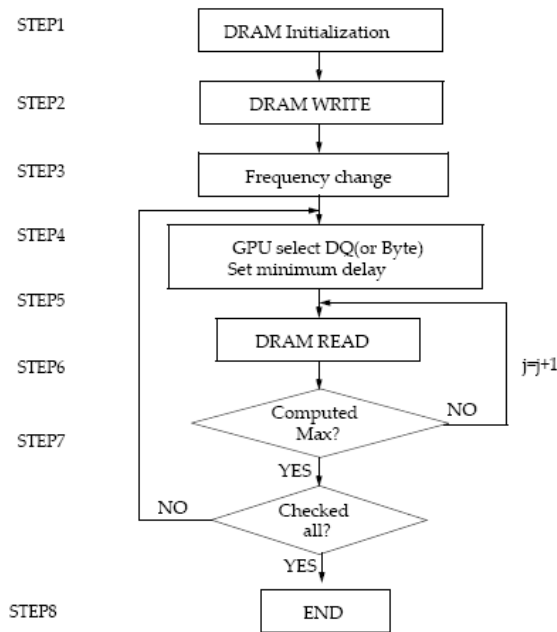 STEP1
DRAM Initialization
STEP2
DRAM WRITE
STEP3
Frequency change
STEP4
GPU select DQ(or Byte)
Set minimum delay
STEP5
DRAM READ
STEP6
j=j+1
Computed
Max?
NO
STEP7
YES
NO
Checked
all?
YES
STEP8
END